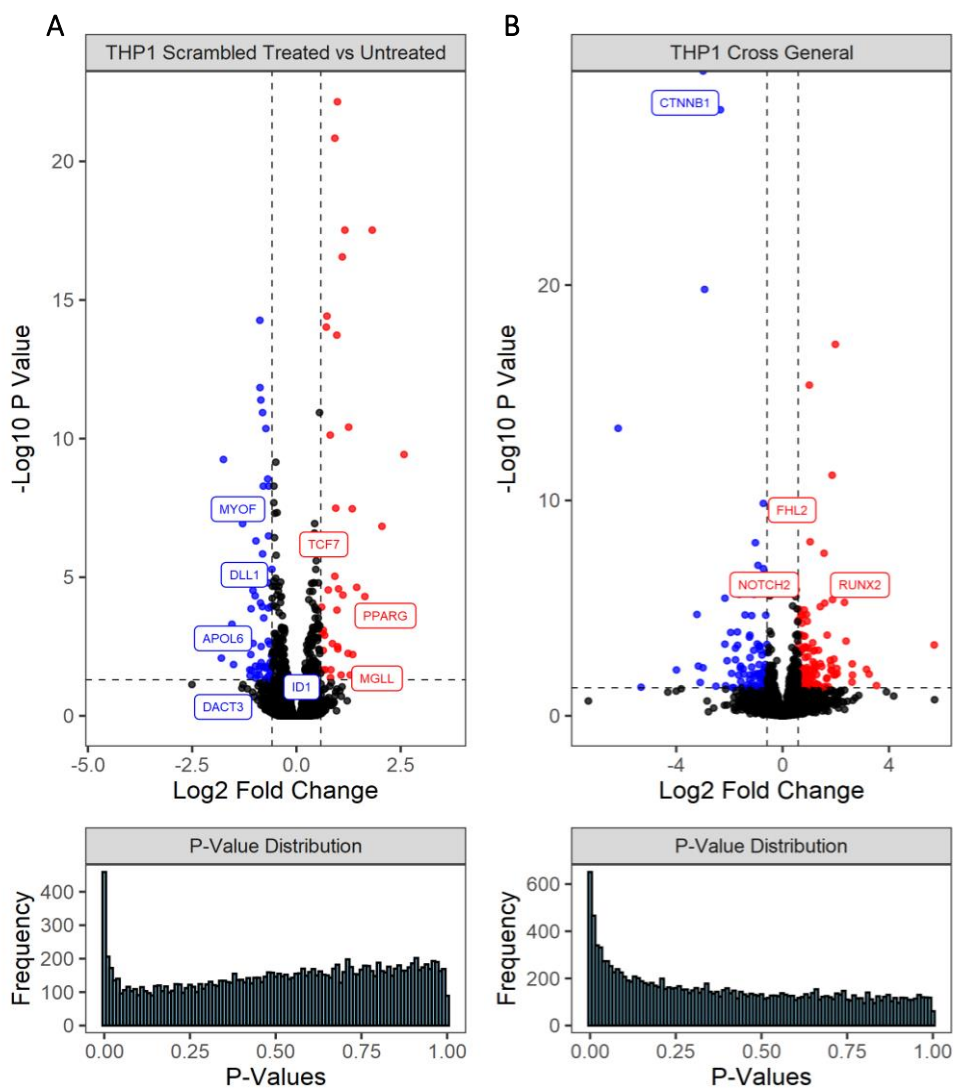 A
B
THP1 Scrambled Treated vs Untreated
THP1 Cross General
-Log10 P Value
20
15
10
5
0
MYOF
DLL1
APOL6
DACT3
ID1
TCF7
PPARG
MGLL
-5.0
-2.5
0.0
2.5
Log2 Fold Change
-Log10 P Value
20
10
0
CTNNB1
FHL2
NOTCH2
RUNX2
-4
0
4
Log2 Fold Change
P-Value Distribution
Frequency
400
300
200
100
0
0.00
0.25
0.50
0.75
1.00
P-Values
P-Value Distribution
Frequency
600
400
200
0
0.00
0.25
0.50
0.75
1.00
P-Values